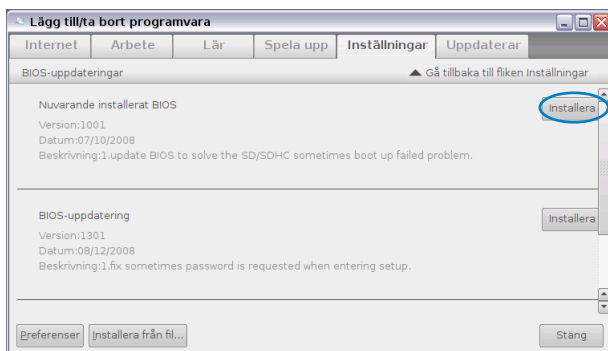 Lägg till/ta bort programvara
Internet Arbete Lär Spela upp Inställningar Uppdaterar
BIOS-uppdateringar Gå tillbaka till fliken Inställningar
Nuvarande installerat BIOS Installera
Version:1001
Datum:07/10/2008
Beskrivning:1.update BIOS to solve the SD/SDHC sometimes boot up failed problem.
BIOS-uppdatering Installera
Version:1301
Datum:08/12/2008
Beskrivning:1.fix sometimes password is requested when entering setup.
Preferenser Installera från fil... Stäng